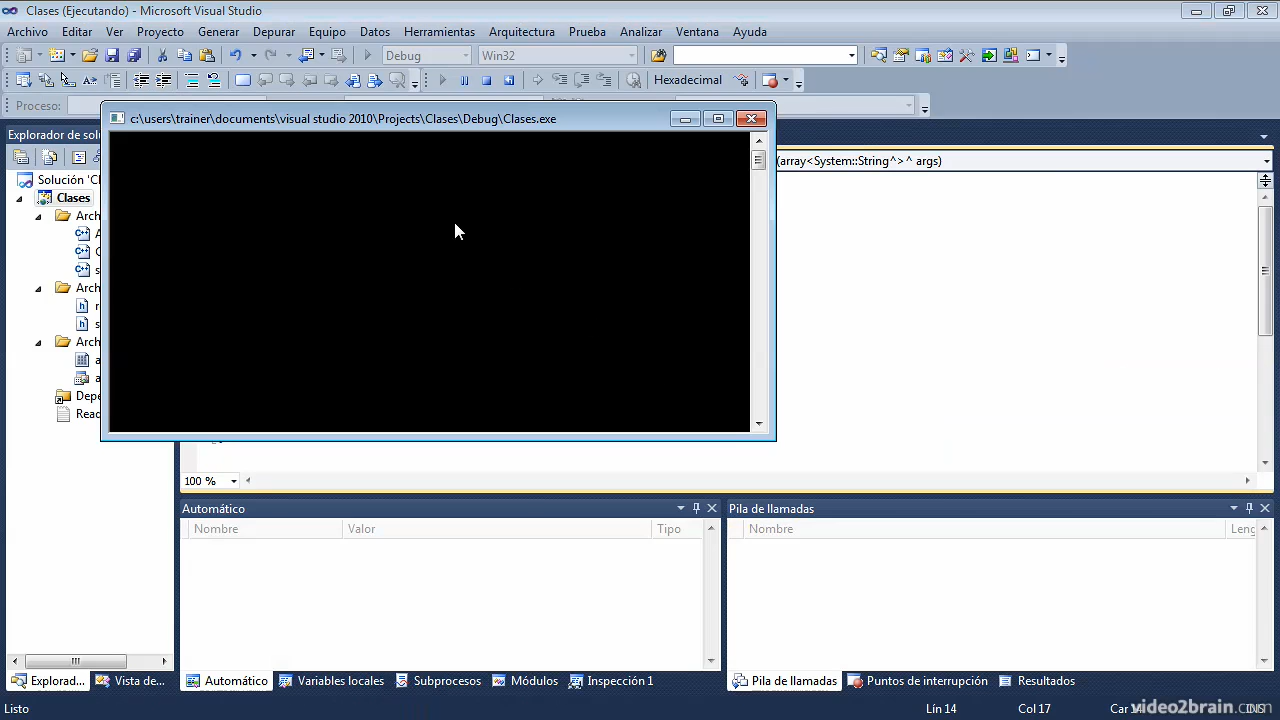 Clases (Ejecutando) - Microsoft Visual Studio
Archivo Editar Ver Proyecto Generar Depurar Equipo Datos Herramientas Arquitectura Prueba Analizar Ventana Ayuda
Debug Win32
Hexadecimal
Proceso:
c:\users\trainer\documents\visual studio 2010\Projects\Clases\Debug\Clases.exe
Explorador de solu
(array<System::String^> ^ args)
Solución 'Cl
Clases
Arch
A
C
s
Arch
r
s
Arch
a
a
Depe
Read
100 %
Automático
Nombre Valor Tipo
Pila de llamadas
Nombre Leng
Explorad... Vista de...
Automático Variables locales Subprocesos Módulos Inspección 1
Pila de llamadas Puntos de interrupción Resultados
Listo Lín 14 Col 17 Car INS
video2brain.com